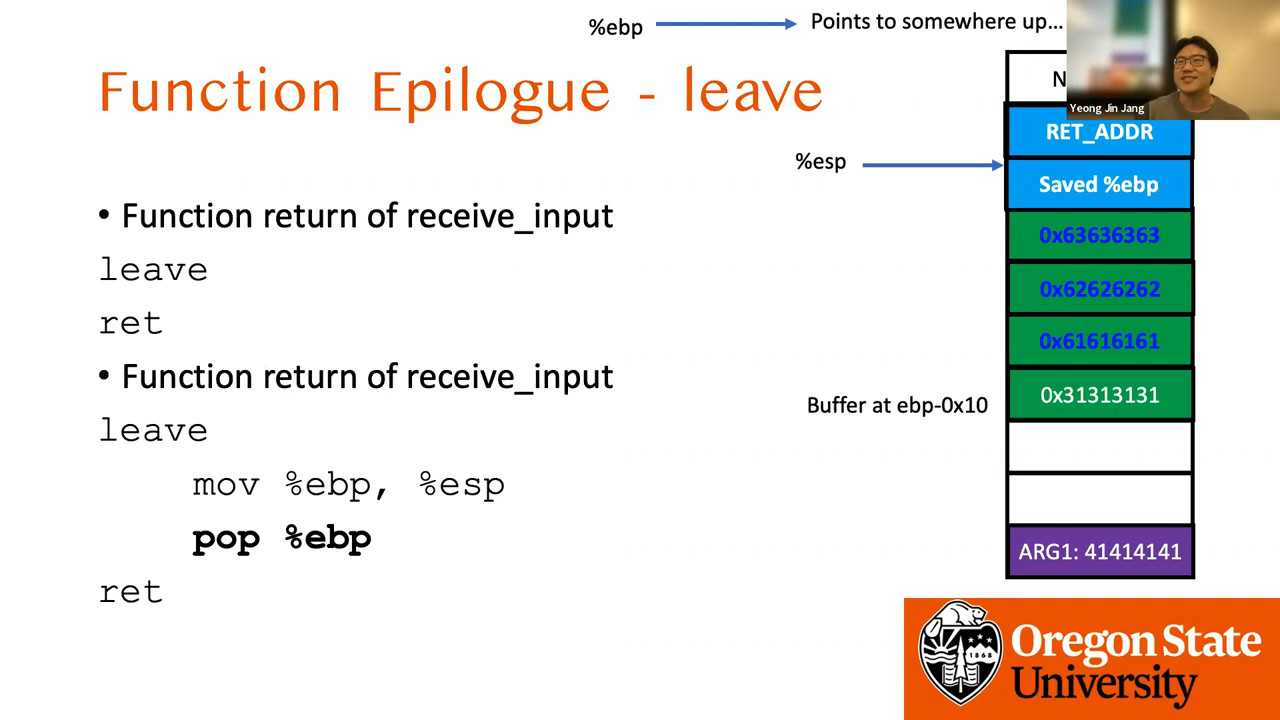 %ebp
Points to somewhere up...
Function Epilogue - leave
Yeong Jin Jang
RET_ADDR
%esp
Saved %ebp
• Function return of receive_input
0x63636363
leave
0x62626262
ret
0x61616161
• Function return of receive_input
0x31313131
Buffer at ebp-0x10
leave
mov %ebp, %esp
pop %ebp
ARG1: 41414141
ret
Oregon State
University
1868